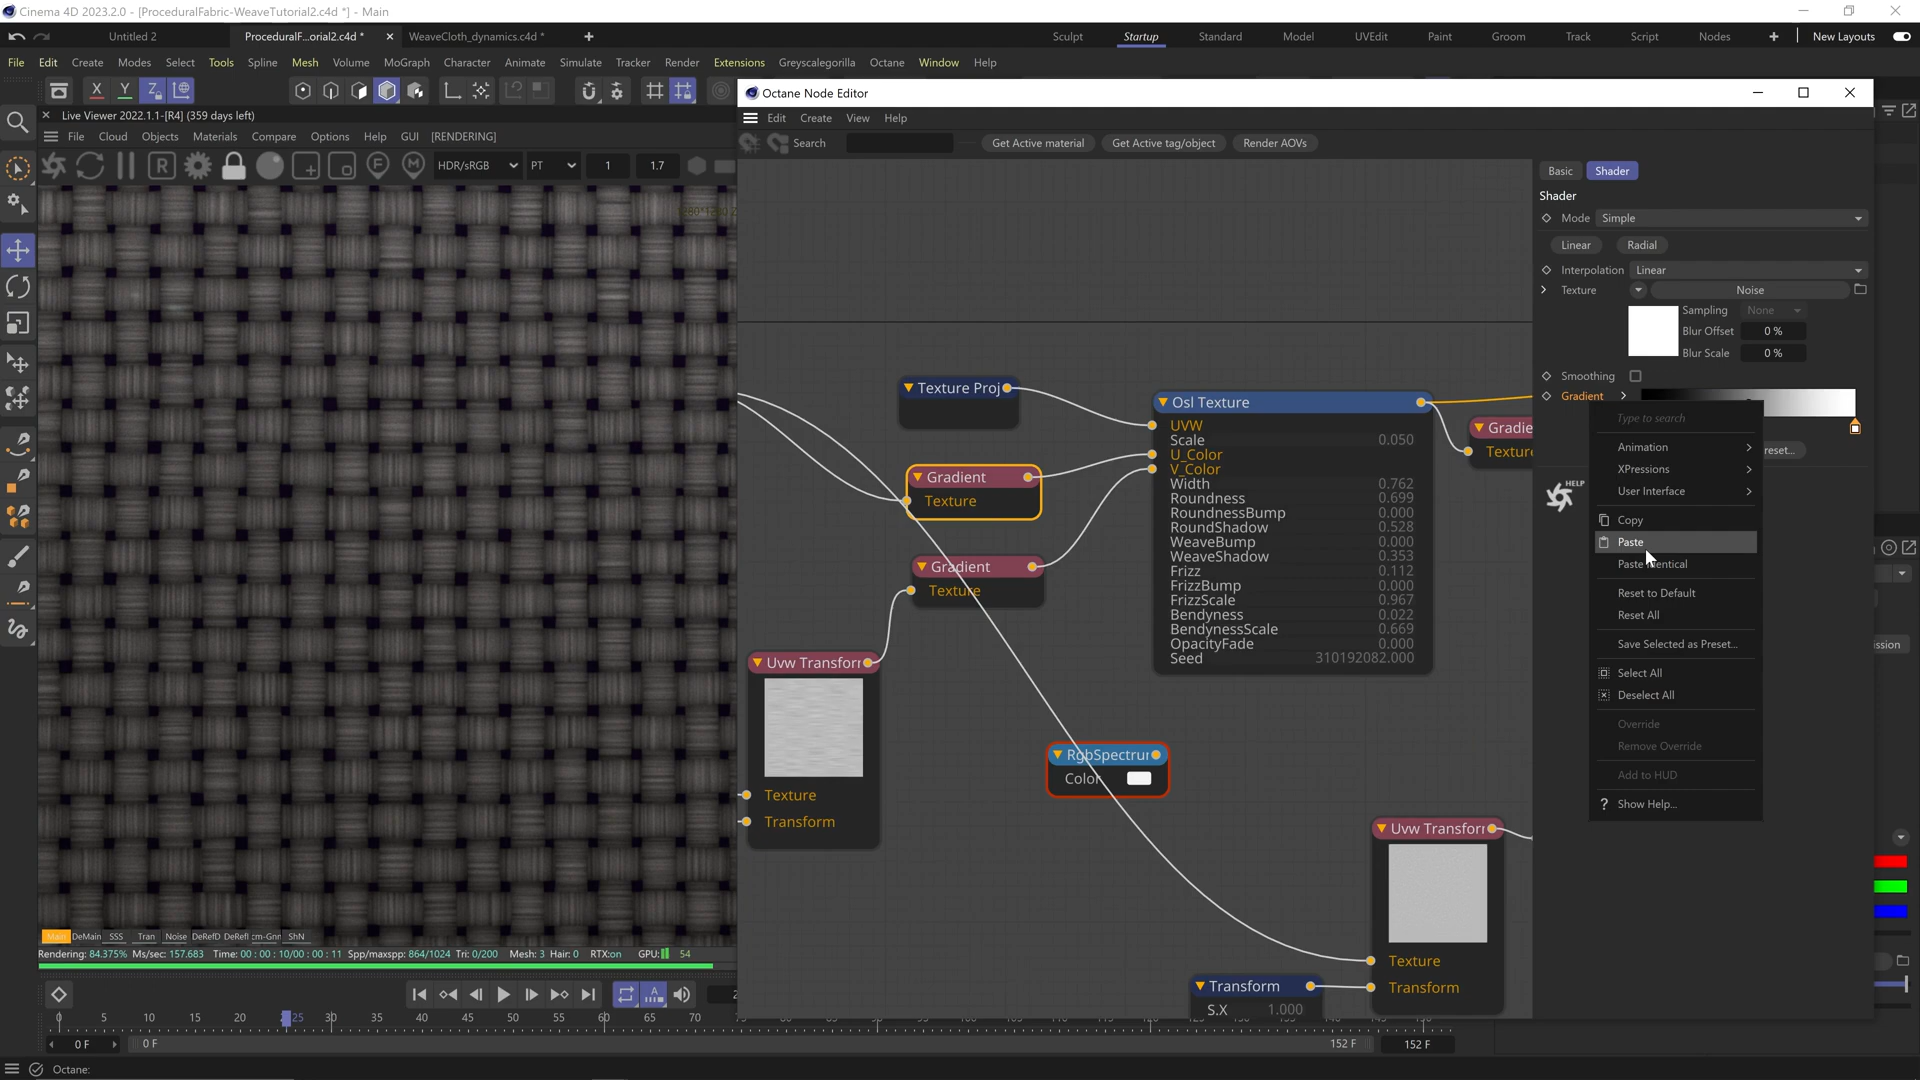 Cinema 4D 2023.2.0 - [ProceduralFabric-WeaveTutorial2.c4d *] - Main
Untitled 2
ProceduralF...orial2.c4d *
WeaveCloth_dynamics.c4d *
Sculpt Startup Standard Model UVEdit Paint Groom Track Script Nodes New Layouts
File Edit Create Modes Select Tools Spline Mesh Volume MoGraph Character Animate Simulate Tracker Render Extensions Greyscalegorilla Octane Window Help
X Y Z
Octane Node Editor
Live Viewer 2022.1.1-[R4] (359 days left)
Edit Create View Help
File Cloud Objects Materials Compare Options Help GUI [RENDERING]
Search
Get Active material
Get Active tag/object
Render AOVs
R F M HDR/sRGB PT 1 1.7
Basic Shader
Shader
Mode Simple
Linear Radial
Interpolation Linear
Texture Noise
Sampling None
Blur Offset 0 %
Blur Scale 0 %
Smoothing
Gradient
Type to search
Animation
XPressions
User Interface
Copy
Paste
Paste Identical
Reset to Default
Reset All
Save Selected as Preset...
Select All
Deselect All
Override
Remove Override
Add to HUD
? Show Help...
reset...
HELP
ission
Texture Proj
Gradient
Texture
Gradient
Texture
Osl Texture
UVW
Scale 0.050
U_Color
V_Color
Width 0.762
Roundness 0.699
RoundnessBump 0.000
RoundShadow 0.528
WeaveBump 0.000
WeaveShadow 0.353
Frizz 0.112
FrizzBump 0.000
FrizzScale 0.967
Bendyness 0.022
BendynessScale 0.669
OpacityFade 0.000
Seed 310192082.000
Gradie
Texture
Uvw Transform
Texture
Transform
RgbSpectrum
Color
Uvw Transform
Texture
Transform
Transform
S.X 1.000
Main DeMain SSS Tran Noise DeRefD DeRefl :m-Gnn ShN
Rendering: 84.375% Ms/sec: 157.683 Time: 00 : 00 : 10/00 : 00 : 11 Spp/maxspp: 864/1024 Tri: 0/200 Mesh: 3 Hair: 0 RTX:on GPU: 54
A
0 5 10 15 20 25 30 35 40 45 50 55 60 65 70
0 F 0 F 152 F 152 F
Octane: